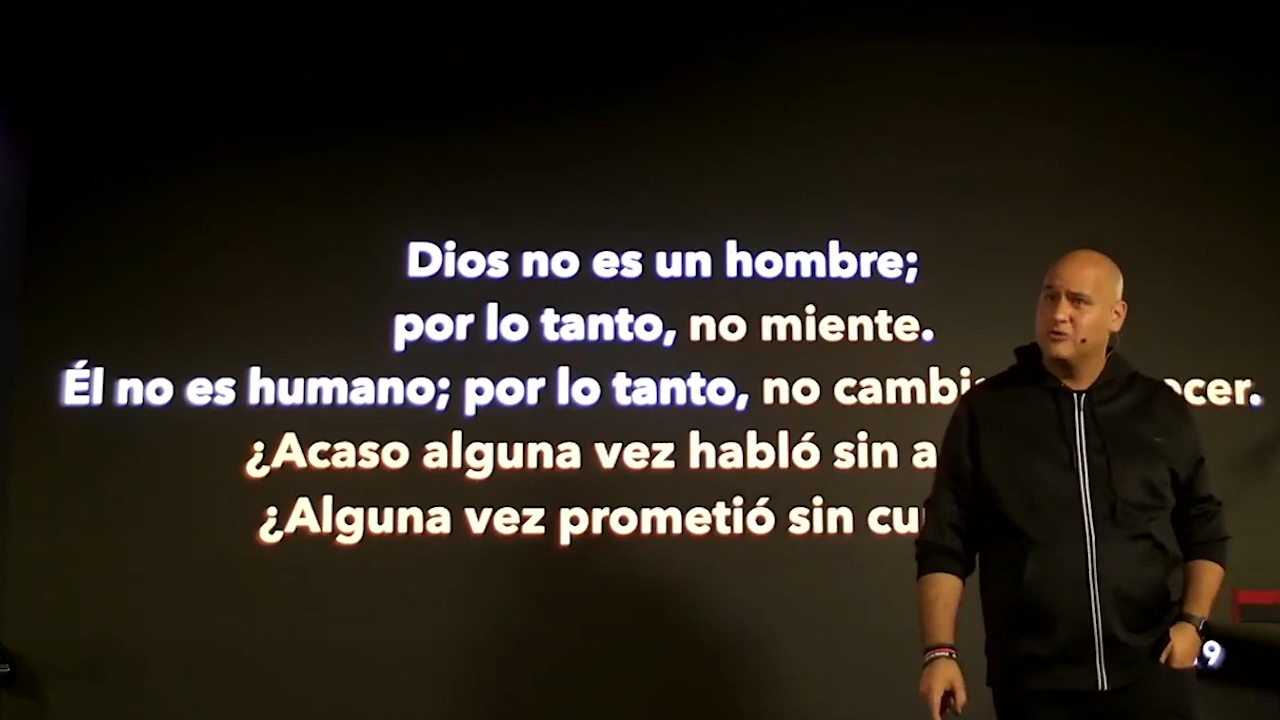 Dios no es un hombre;
por lo tanto, no miente.
Él no es humano; por lo tanto, no
¿Acaso alguna vez habló sin
¿Alguna vez prometió sin
9